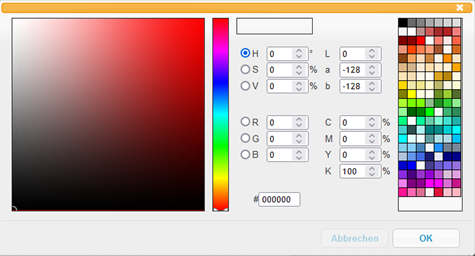 H 0 ° L 0
S 0 % a -128
V 0 % b -128
R 0 C 0 %
G 0 M 0 %
B 0 Y 0 %
K 100 %
# 000000
Abbrechen OK